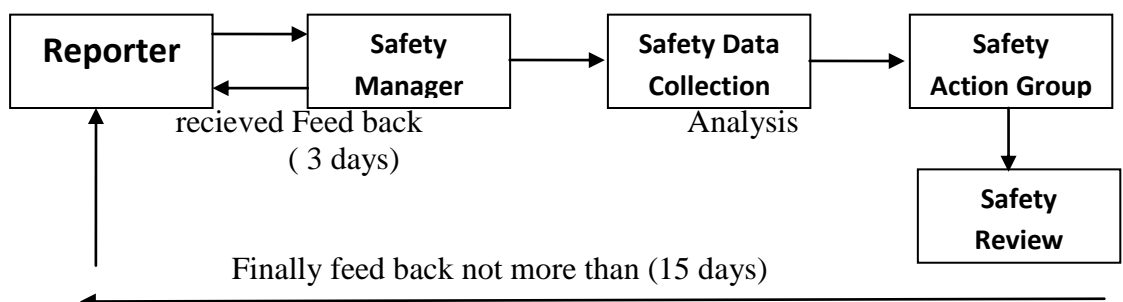 Reporter
Safety
Manager
Safety Data
Collection
Safety
Action Group
recieved Feed back
( 3 days)
Analysis
Safety
Review
Finally feed back not more than (15 days)